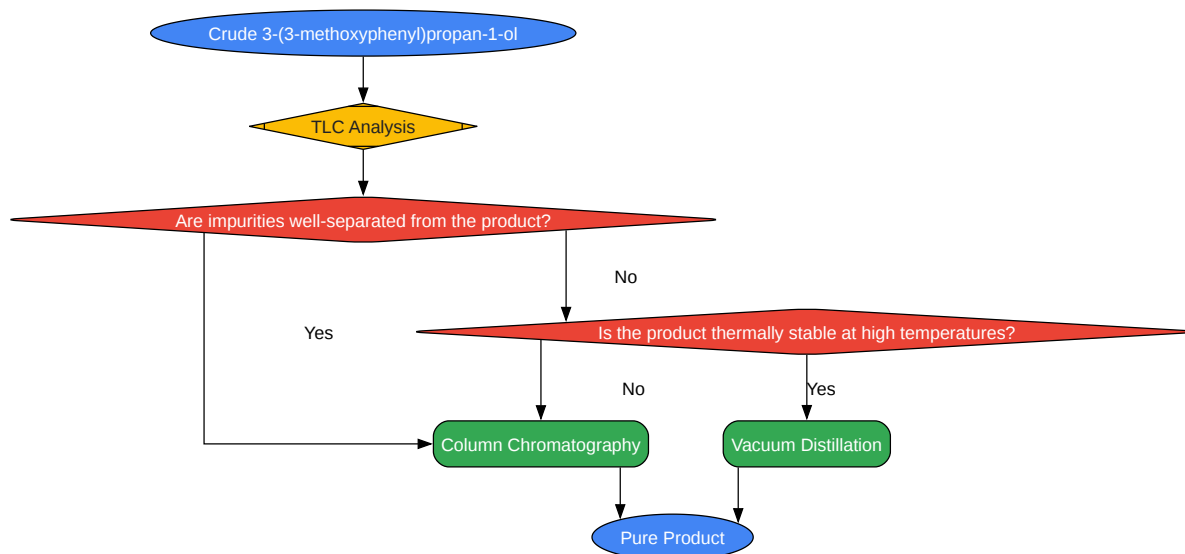 Crude 3-(3-methoxyphenyl)propan-1-ol
TLC Analysis
Are impurities well-separated from the product?
No
Yes
Is the product thermally stable at high temperatures?
No
Yes
Column Chromatography
Vacuum Distillation
Pure Product